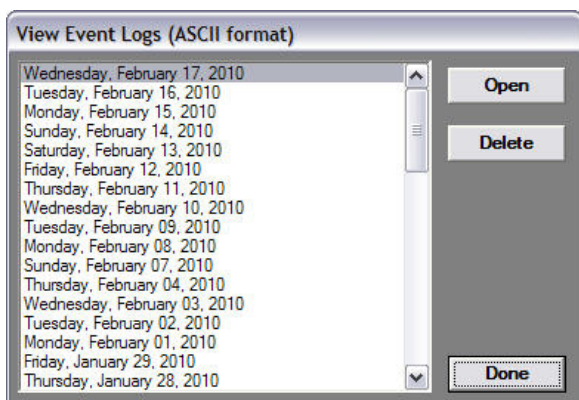 View Event Logs (ASCII format)
Wednesday, February 17, 2010
Tuesday, February 16, 2010
Monday, February 15, 2010
Sunday, February 14, 2010
Saturday, February 13, 2010
Friday, February 12, 2010
Thursday, February 11, 2010
Wednesday, February 10, 2010
Tuesday, February 09, 2010
Monday, February 08, 2010
Sunday, February 07, 2010
Thursday, February 04, 2010
Wednesday, February 03, 2010
Tuesday, February 02, 2010
Monday, February 01, 2010
Friday, January 29, 2010
Thursday, January 28, 2010
Open
Delete
Done